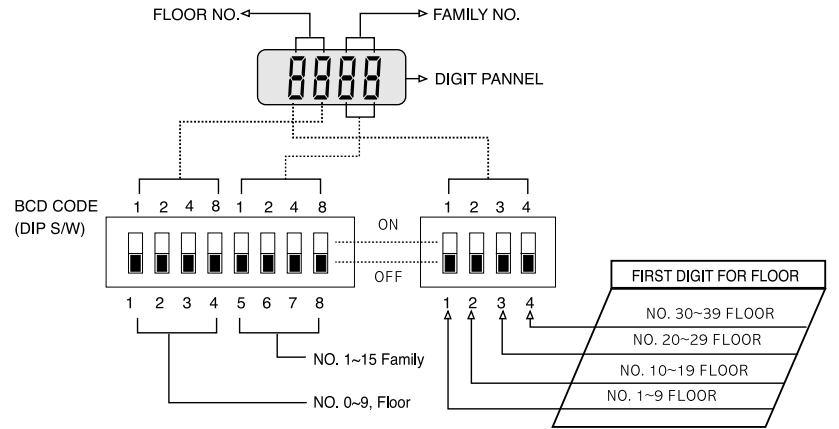 FLOOR NO. FAMILY NO.
8888
DIGIT PANNEL
BCD CODE
(DIP S/W)
1 2 4 8 1 2 4 8
1 2 3 4
ON
OFF
1 2 3 4 5 6 7 8
1 2 3 4
NO. 1~15 Family
NO. 0~9, Floor
FIRST DIGIT FOR FLOOR
NO. 30~39 FLOOR
NO. 20~29 FLOOR
NO. 10~19 FLOOR
NO. 1~9 FLOOR